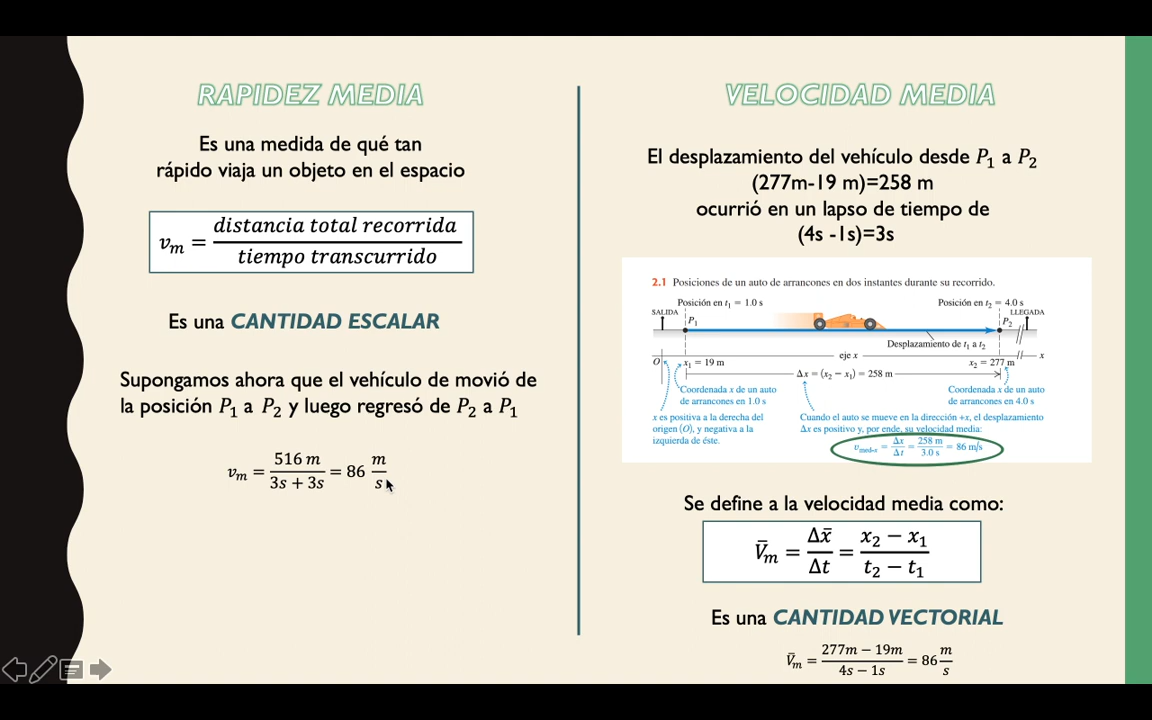 RAPIDEZ MEDIA
Es una medida de qué tan
rápido viaja un objeto en el espacio
v_m = distancia total recorrida / tiempo transcurrido
Es una CANTIDAD ESCALAR
Supongamos ahora que el vehículo de movió de
la posición P₁ a P₂ y luego regresó de P₂ a P₁
v_m = 516 m / 3s + 3s = 86 m/s
VELOCIDAD MEDIA
El desplazamiento del vehículo desde P₁ a P₂
(277m-19 m)=258 m
ocurrió en un lapso de tiempo de
(4s -1s)=3s
2.1 Posiciones de un auto de arrancones en dos instantes durante su recorrido.
Posición en t₁ = 1.0 s
Posición en t₂ = 4.0 s
SALIDA
LLEGADA
P₁
P₂
Desplazamiento de t₁ a t₂
O
x₁ = 19 m
eje x
x₂ = 277 m
x
Δx = (x₂ − x₁) = 258 m
Coordenada x de un auto
de arrancones en 1.0 s
Coordenada x de un auto
de arrancones en 4.0 s
x es positiva a la derecha del
origen (O), y negativa a la
izquierda de éste.
Cuando el auto se mueve en la dirección +x, el desplazamiento
Δx es positivo y, por ende, su velocidad media:
v_med-x = Δx/Δt = 258 m/3.0 s = 86 m/s
Se define a la velocidad media como:
V̄_m = Δx̄/Δt = x₂ − x₁ / t₂ − t₁
Es una CANTIDAD VECTORIAL
V̄_m = 277m − 19m / 4s − 1s = 86 m/s